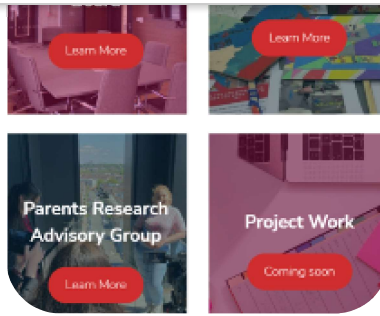 Learn More
Learn More
Parents Research
Advisory Group
Project Work
Learn More
Coming soon